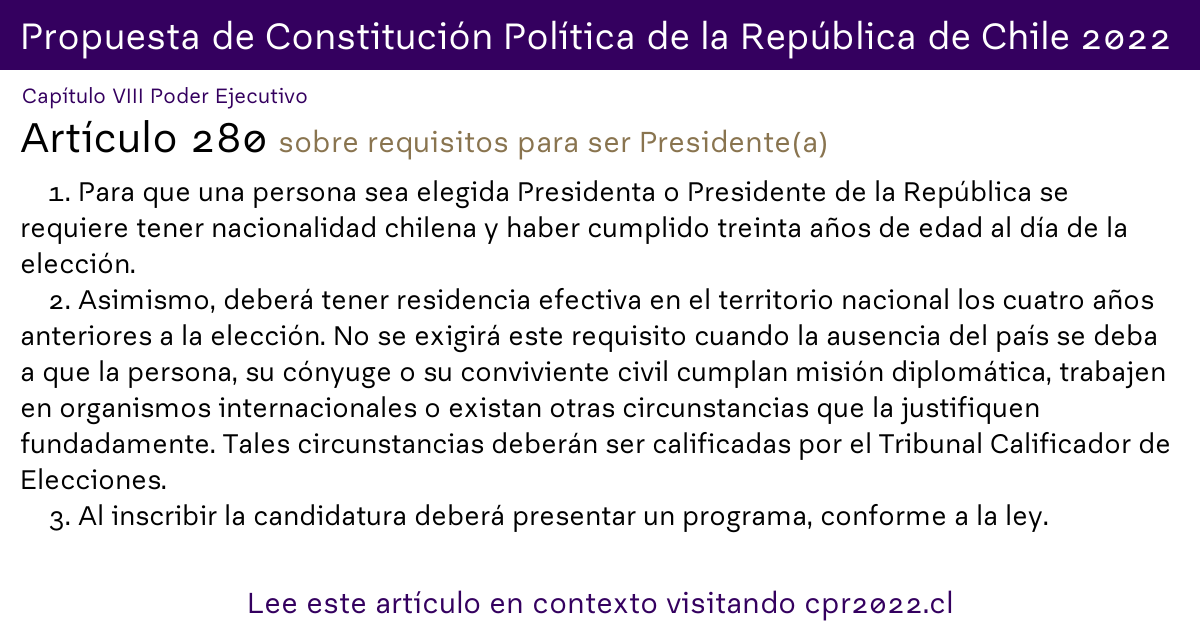 Propuesta de Constitución Política de la República de Chile 2022
Capítulo VIII Poder Ejecutivo
Artículo 280 sobre requisitos para ser Presidente(a)
1. Para que una persona sea elegida Presidenta o Presidente de la República se
requiere tener nacionalidad chilena y haber cumplido treinta años de edad al día de la
elección.
2. Asimismo, deberá tener residencia efectiva en el territorio nacional los cuatro años
anteriores a la elección. No se exigirá este requisito cuando la ausencia del país se deba
a que la persona, su cónyuge o su conviviente civil cumplan misión diplomática, trabajen
en organismos internacionales o existan otras circunstancias que la justifiquen
fundadamente. Tales circunstancias deberán ser calificadas por el Tribunal Calificador de
Elecciones.
3. Al inscribir la candidatura deberá presentar un programa, conforme a la ley.
Lee este artículo en contexto visitando cpr2022.cl